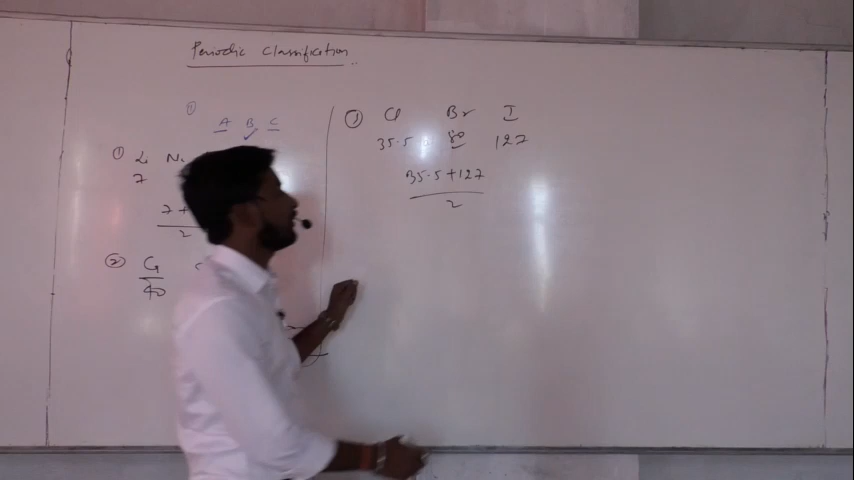 Periodic Classification
①
A B C
① Li Na
7
7 +
2
② Ca
40
③ Cl Br I
35.5 80 127
35.5 + 127
2